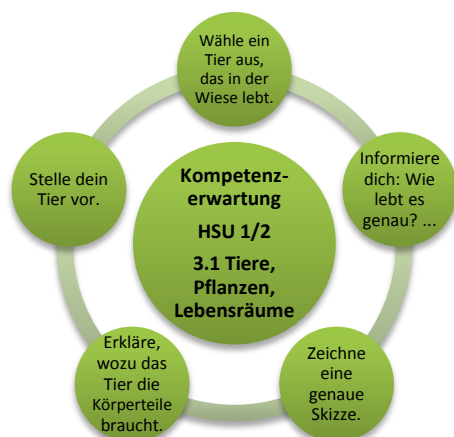 Wähle ein
Tier aus,
das in der
Wiese lebt.
Informiere
dich: Wie
lebt es
genau? ...
Zeichne
eine
genaue
Skizze.
Erkläre,
wozu das
Tier die
Körperteile
braucht.
Stelle dein
Tier vor.
Kompetenz-
erwartung
HSU 1/2
3.1 Tiere,
Pflanzen,
Lebensräume